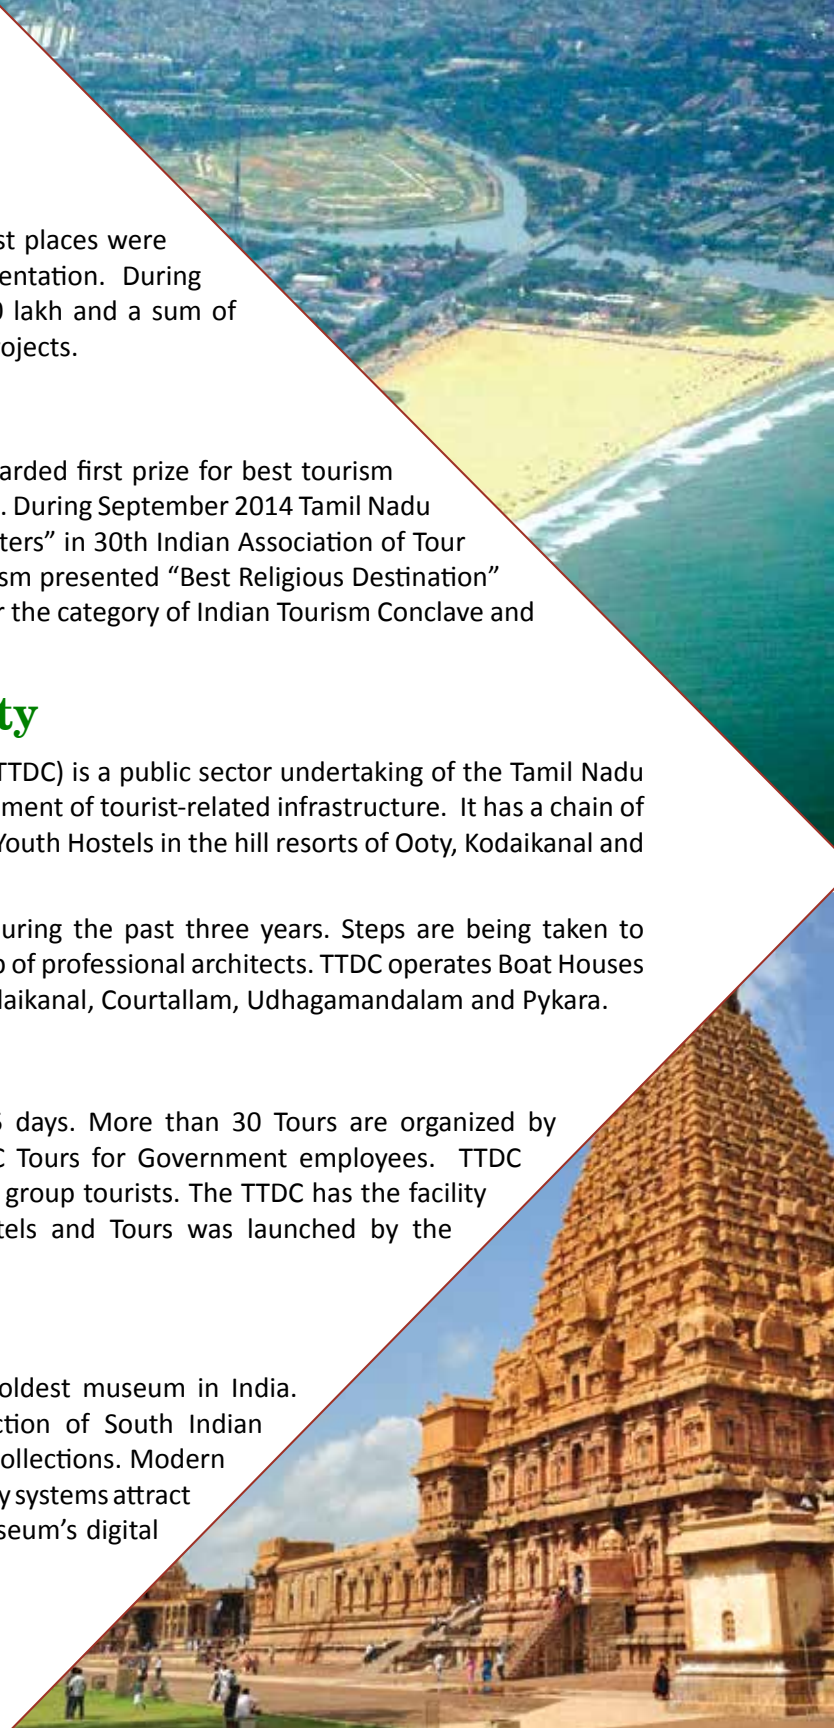 st places were
entation. During
0 lakh and a sum of
ojects.
arded first prize for best tourism
. During September 2014 Tamil Nadu
ters” in 30th Indian Association of Tour
sm presented “Best Religious Destination”
r the category of Indian Tourism Conclave and
ty
TTDC) is a public sector undertaking of the Tamil Nadu
ment of tourist-related infrastructure. It has a chain of
Youth Hostels in the hill resorts of Ooty, Kodaikanal and
uring the past three years. Steps are being taken to
p of professional architects. TTDC operates Boat Houses
laikanal, Courtallam, Udhagamandalam and Pykara.
5 days. More than 30 Tours are organized by
C Tours for Government employees. TTDC
group tourists. The TTDC has the facility
tels and Tours was launched by the
oldest museum in India.
ction of South Indian
ollections. Modern
y systems attract
seum’s digital